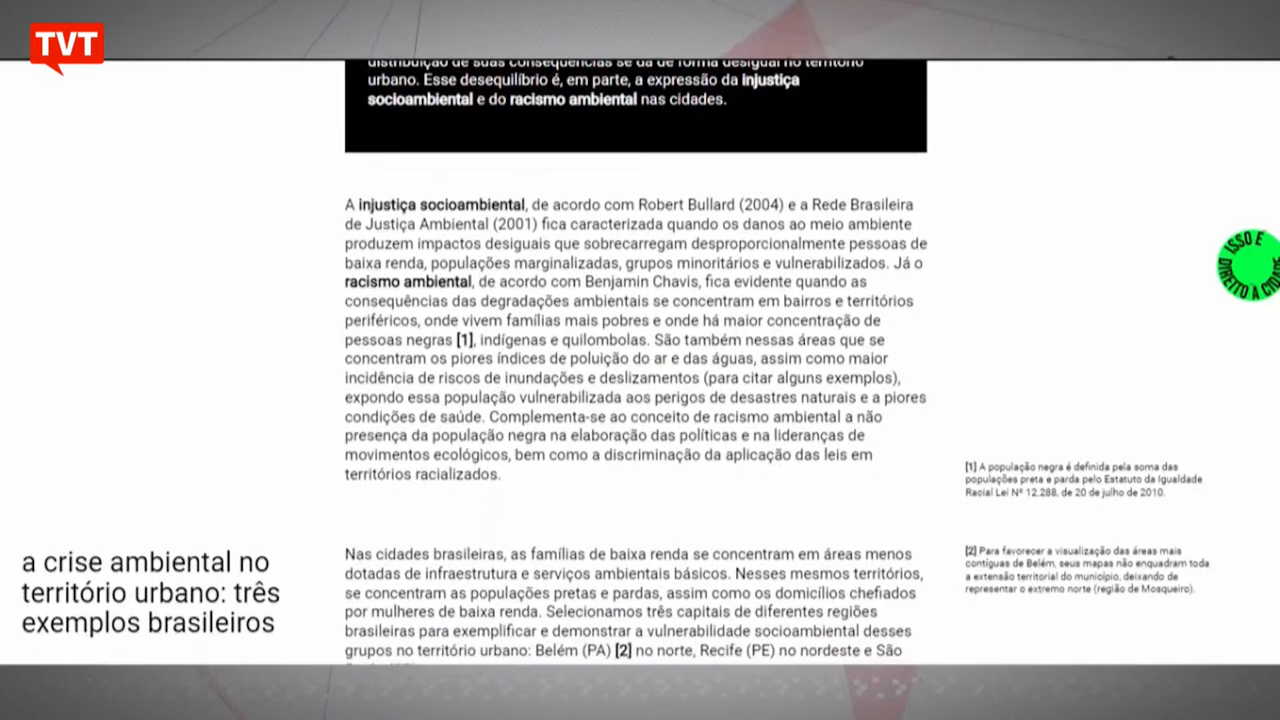 TVT
distribuição de suas consequências se dá de forma desigual no território
urbano. Esse desequilíbrio é, em parte, a expressão da injustiça
socioambiental e do racismo ambiental nas cidades.
A injustiça socioambiental, de acordo com Robert Bullard (2004) e a Rede Brasileira
de Justiça Ambiental (2001) fica caracterizada quando os danos ao meio ambiente
produzem impactos desiguais que sobrecarregam desproporcionalmente pessoas de
baixa renda, populações marginalizadas, grupos minoritários e vulnerabilizados. Já o
racismo ambiental, de acordo com Benjamin Chavis, fica evidente quando as
consequências das degradações ambientais se concentram em bairros e territórios
periféricos, onde vivem famílias mais pobres e onde há maior concentração de
pessoas negras [1], indígenas e quilombolas. São também nessas áreas que se
concentram os piores índices de poluição do ar e das águas, assim como maior
incidência de riscos de inundações e deslizamentos (para citar alguns exemplos),
expondo essa população vulnerabilizada aos perigos de desastres naturais e a piores
condições de saúde. Complementa-se ao conceito de racismo ambiental a não
presença da população negra na elaboração das políticas e na lideranças de
movimentos ecológicos, bem como a discriminação da aplicação das leis em
territórios racializados.
ISSO É
DIREITO À CIDADE
[1] A população negra é definida pela soma das
populações preta e parda pelo Estatuto da Igualdade
Racial Lei Nº 12.288, de 20 de julho de 2010.
a crise ambiental no
território urbano: três
exemplos brasileiros
Nas cidades brasileiras, as famílias de baixa renda se concentram em áreas menos
dotadas de infraestrutura e serviços ambientais básicos. Nesses mesmos territórios,
se concentram as populações pretas e pardas, assim como os domicílios chefiados
por mulheres de baixa renda. Selecionamos três capitais de diferentes regiões
brasileiras para exemplificar e demonstrar a vulnerabilidade socioambiental desses
grupos no território urbano: Belém (PA) [2] no norte, Recife (PE) no nordeste e São
[2] Para favorecer a visualização das áreas mais
contíguas de Belém, seus mapas não enquadram toda
a extensão territorial do município, deixando de
representar o extremo norte (região de Mosqueiro).